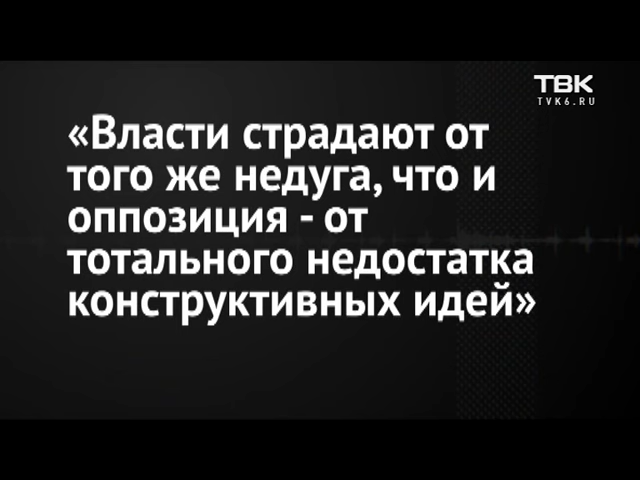 ТВК
TVK6.RU
«Власти страдают от
того же недуга, что и
оппозиция - от
тотального недостатка
конструктивных идей»